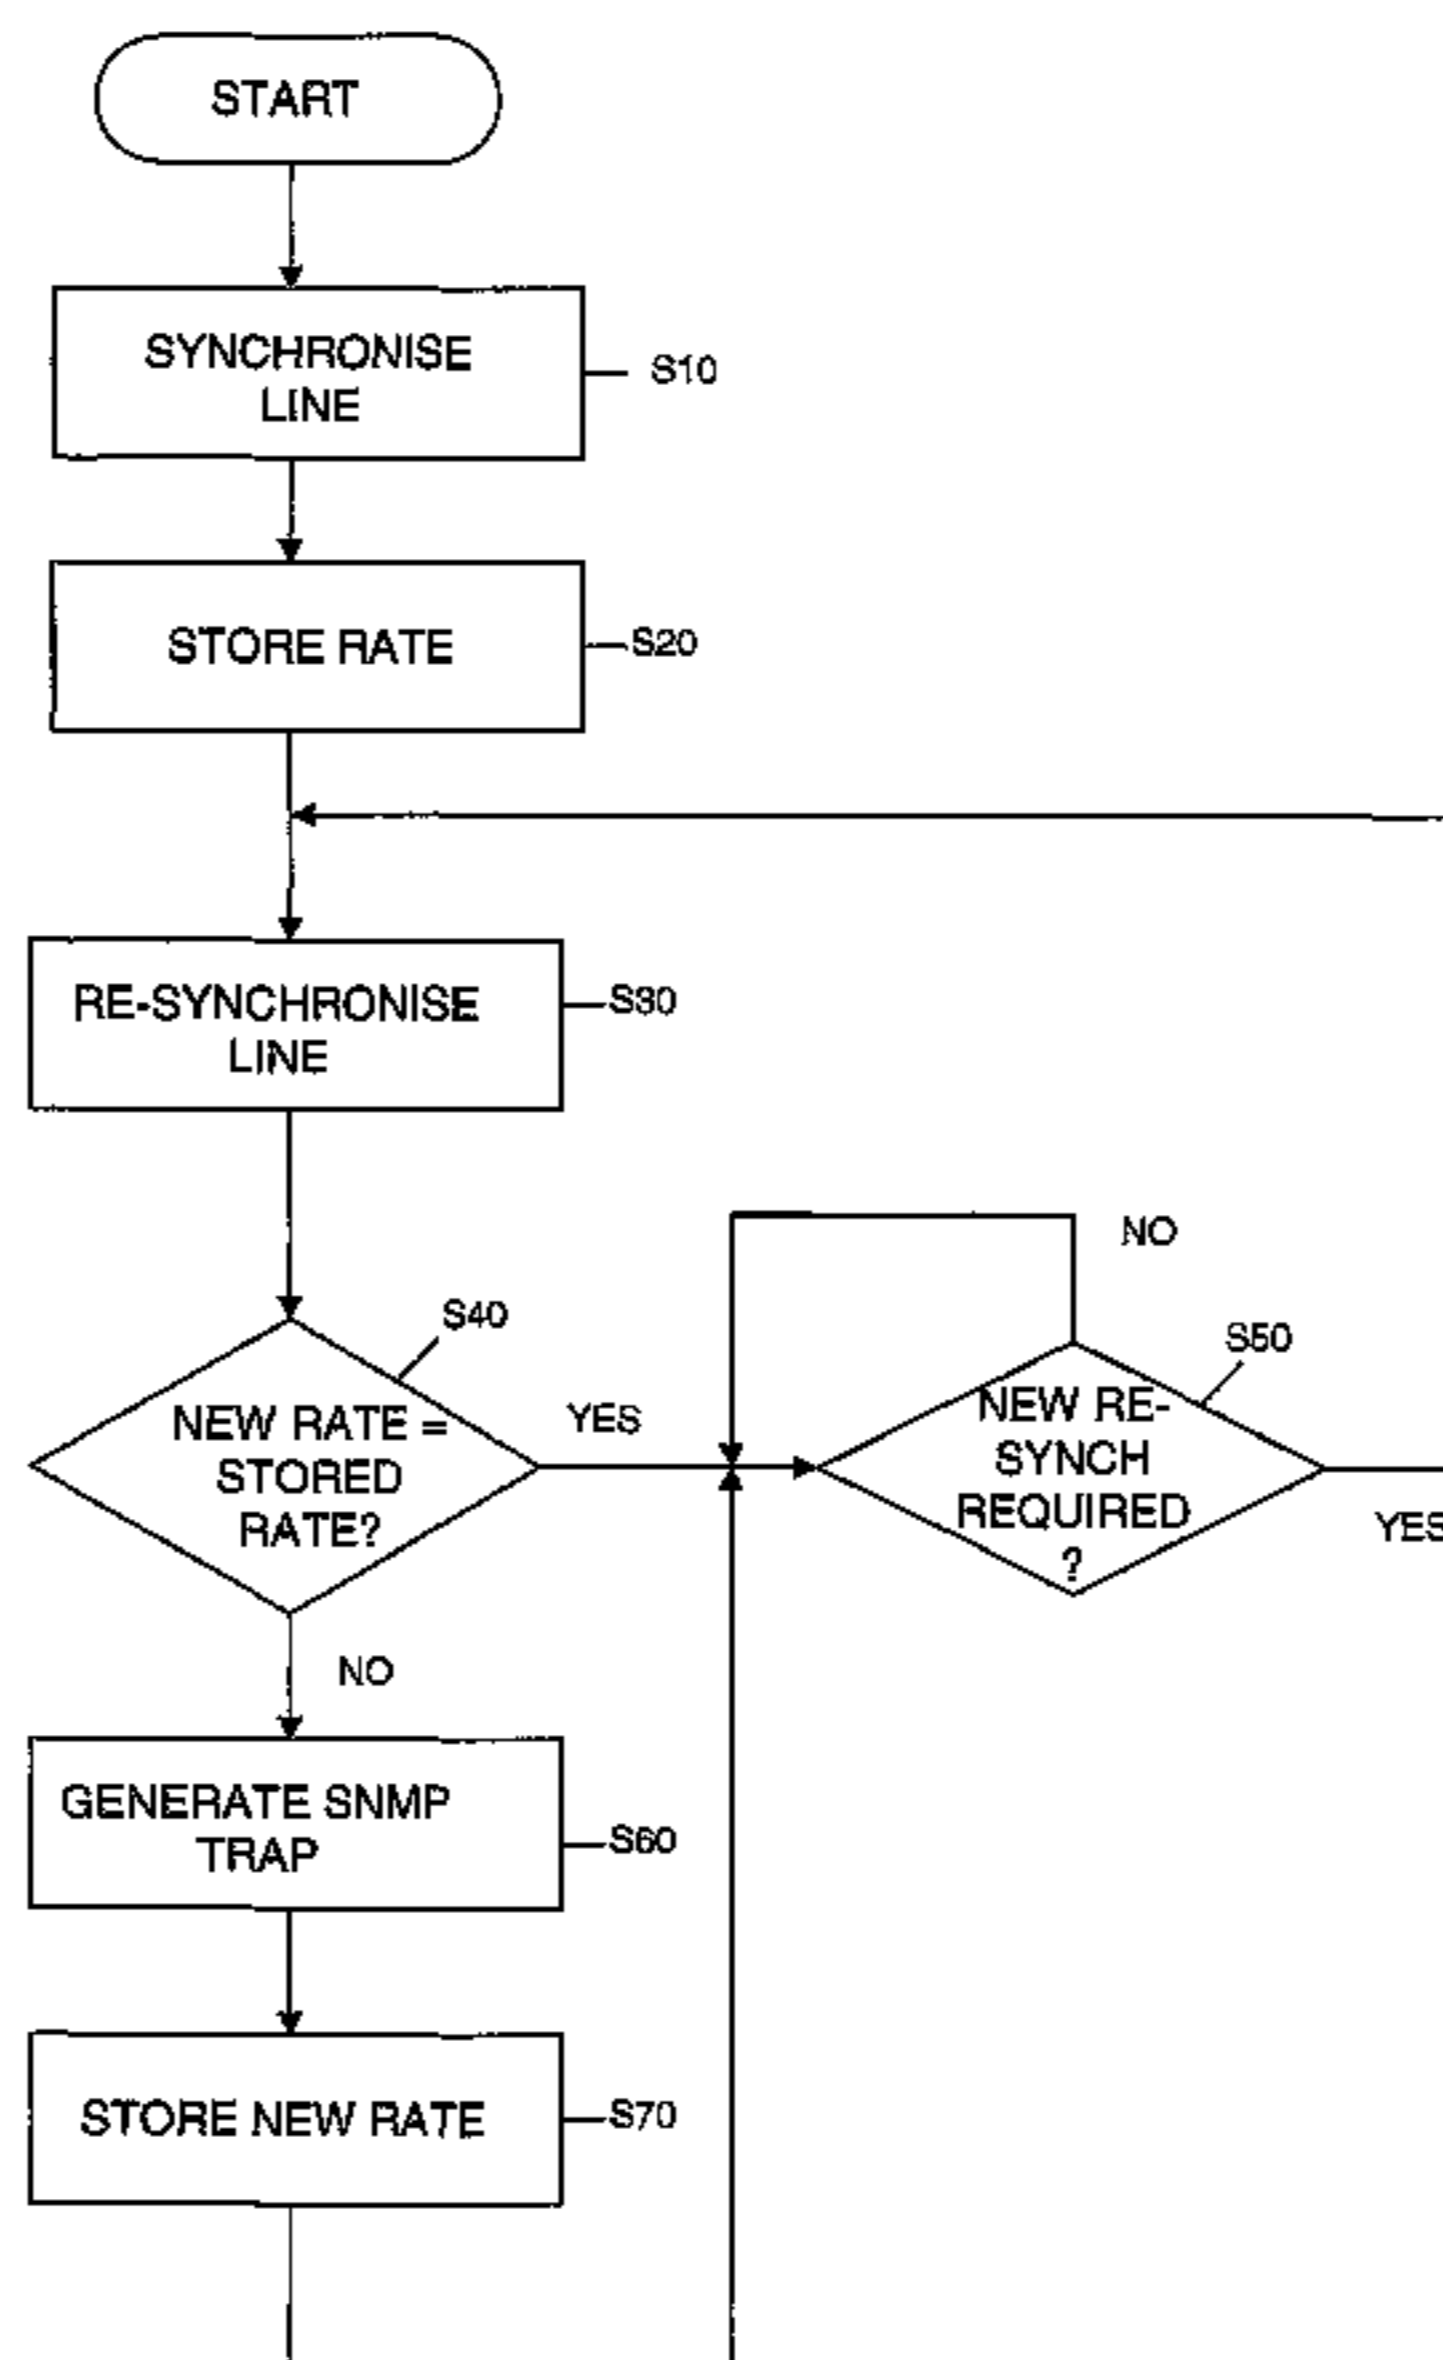 START
SYNCHRONISE
LINE
S10
STORE RATE
S20
RE-SYNCHRONISE
LINE
S30
NO
S40
S50
NEW RATE =
STORED
RATE?
YES
NEW RE-
SYNCH
REQUIRED
?
YES
NO
GENERATE SNMP
TRAP
S60
STORE NEW RATE
S70